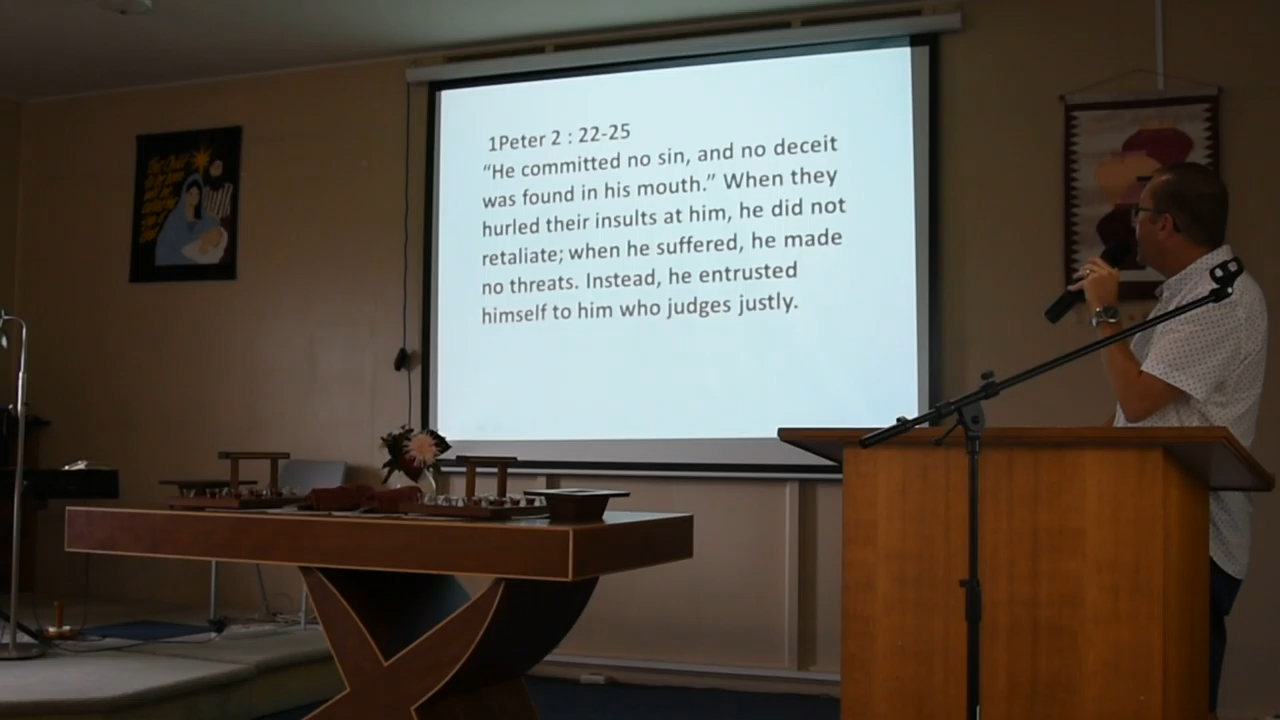 1Peter 2 : 22-25
“He committed no sin, and no deceit
was found in his mouth.” When they
hurled their insults at him, he did not
retaliate; when he suffered, he made
no threats. Instead, he entrusted
himself to him who judges justly.